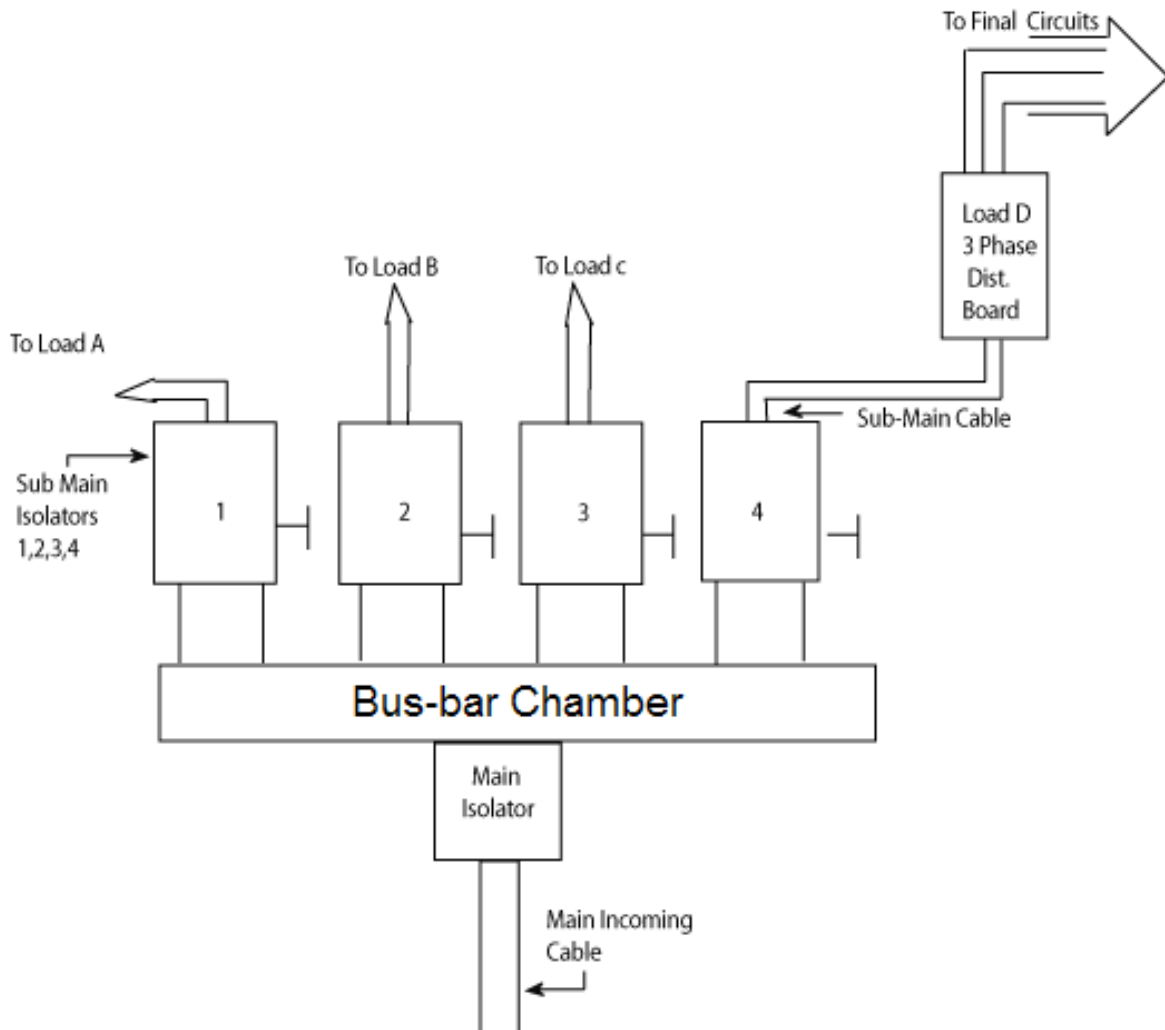 To Final Circuits
Load D
3 Phase
Dist.
Board
To Load B
To Load c
To Load A
Sub-Main Cable
Sub Main
Isolators
1,2,3,4
1
2
3
4
Bus-bar Chamber
Main
Isolator
Main Incoming
Cable